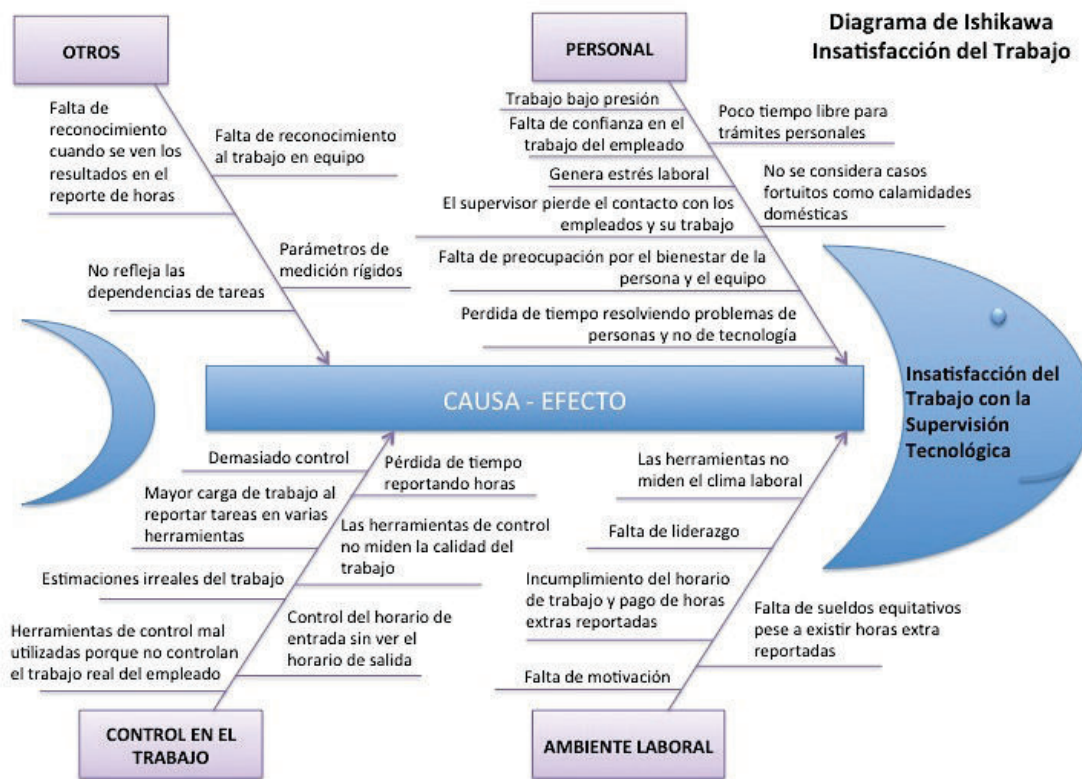 Diagrama de Ishikawa
Insatisfacción del Trabajo
OTROS
Falta de
reconocimiento
cuando se ven los
resultados en el
reporte de horas
Falta de reconocimiento
al trabajo en equipo
No refleja las
dependencias de tareas
Parámetros de
medición rígidos
PERSONAL
Trabajo bajo presión
Falta de confianza en el
trabajo del empleado
Genera estrés laboral
El supervisor pierde el contacto con los
empleados y su trabajo
Falta de preocupación por el bienestar de la
persona y el equipo
Perdida de tiempo resolviendo problemas de
personas y no de tecnología
Poco tiempo libre para
trámites personales
No se considera casos
fortuitos como calamidades
domésticas
CAUSA - EFECTO
Insatisfacción del
Trabajo con la
Supervisión
Tecnológica
Demasiado control
Mayor carga de trabajo al
reportar tareas en varias
herramientas
Estimaciones irreales del trabajo
Herramientas de control mal
utilizadas porque no controlan
el trabajo real del empleado
Pérdida de tiempo
reportando horas
Las herramientas de control
no miden la calidad del
trabajo
Control del horario de
entrada sin ver el
horario de salida
CONTROL EN EL
TRABAJO
Las herramientas no
miden el clima laboral
Falta de liderazgo
Incumplimiento del horario
de trabajo y pago de horas
extras reportadas
Falta de motivación
Falta de sueldos equitativos
pese a existir horas extra
reportadas
AMBIENTE LABORAL